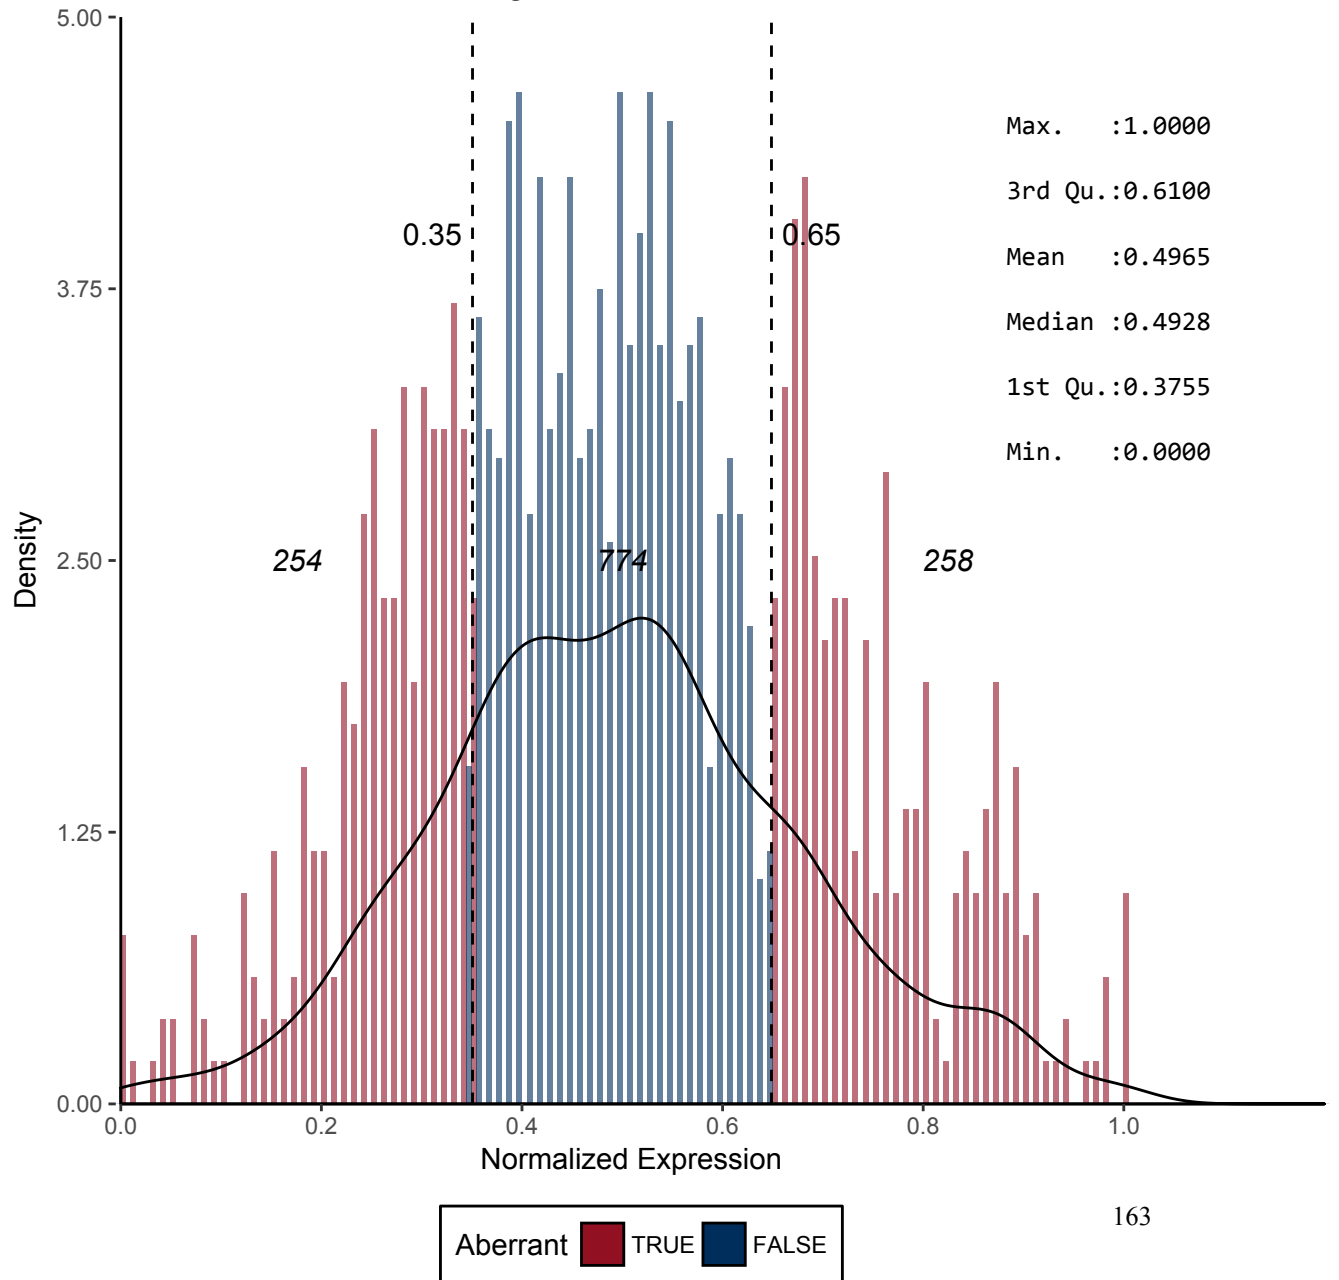 5.00
3.75
2.50
1.25
0.00
Density
0.35
0.65
Max. :1.0000
3rd Qu.:0.6100
Mean :0.4965
Median :0.4928
1st Qu.:0.3755
Min. :0.0000
254
774
258
0.0 0.2 0.4 0.6 0.8 1.0
Normalized Expression
163
Aberrant TRUE FALSE